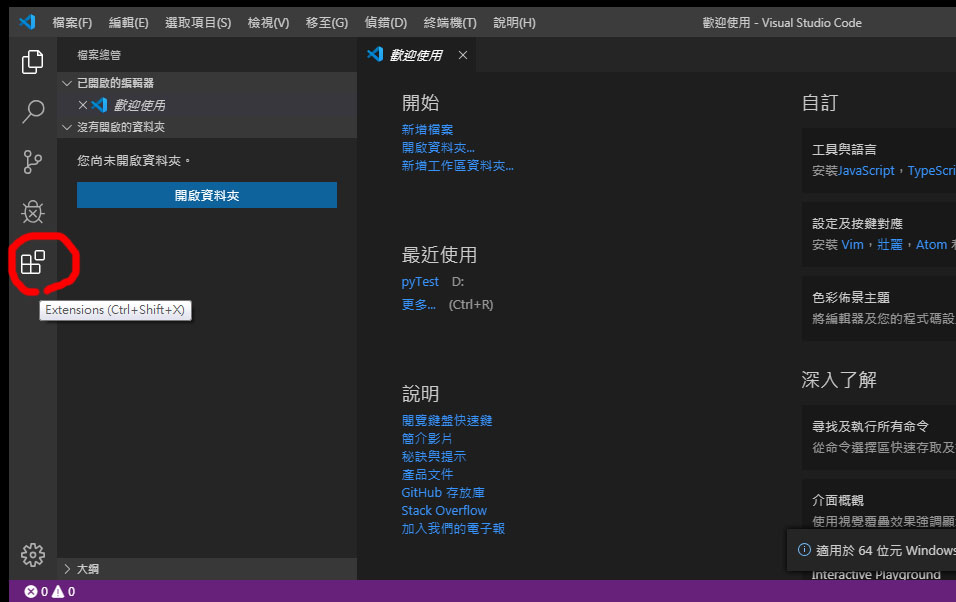 檔案(F) 編輯(E) 選取項目(S) 檢視(V) 移至(G) 偵錯(D) 終端機(T) 說明(H) 歡迎使用 - Visual Studio Code
檔案總管
已開啟的編輯器
歡迎使用
沒有開啟的資料夾
您尚未開啟資料夾。
開啟資料夾
Extensions (Ctrl+Shift+X)
大綱
歡迎使用
開始
新增檔案
開啟資料夾...
新增工作區資料夾...
最近使用
pyTest D:
更多... (Ctrl+R)
說明
閱覽鍵盤快速鍵
簡介影片
秘訣與提示
產品文件
GitHub 存放庫
Stack Overflow
加入我們的電子報
自訂
工具與語言
安裝JavaScript，TypeScri
設定及按鍵對應
安裝 Vim，壯麗，Atom
色彩佈景主題
將編輯器及您的程式碼設
深入了解
尋找及執行所有命令
從命令選擇區快速存取及
介面概觀
使用視覺覆疊效果強調顯
適用於 64 位元 Windows
Interactive Playground
0 0